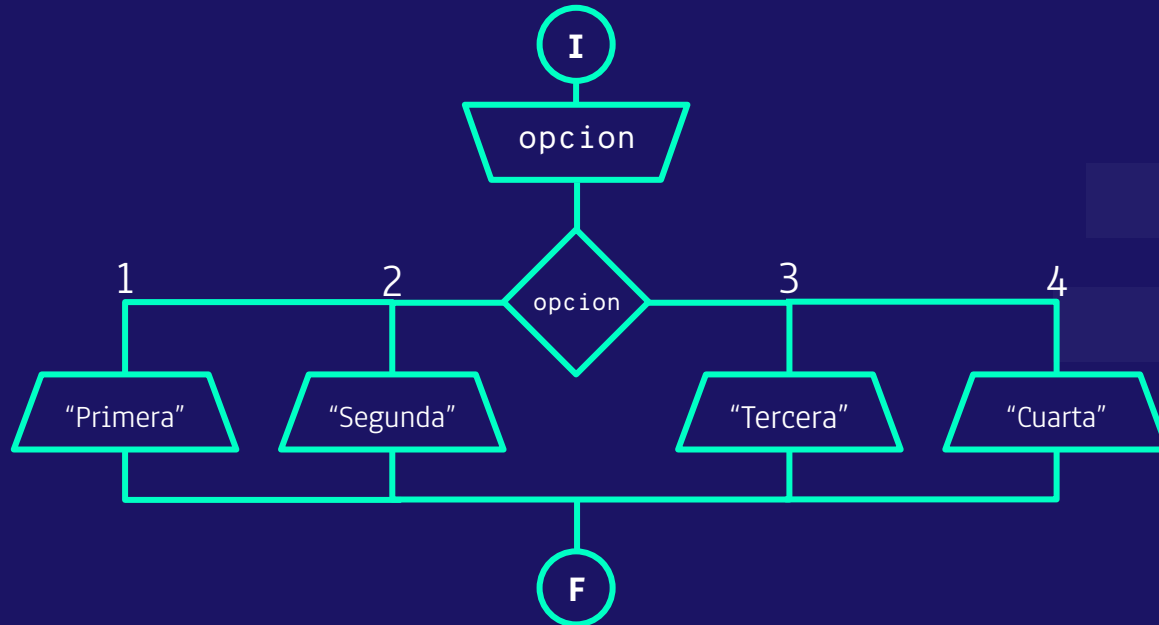 I
opcion
opcion
1
2
3
4
“Primera”
“Segunda”
“Tercera”
“Cuarta”
F